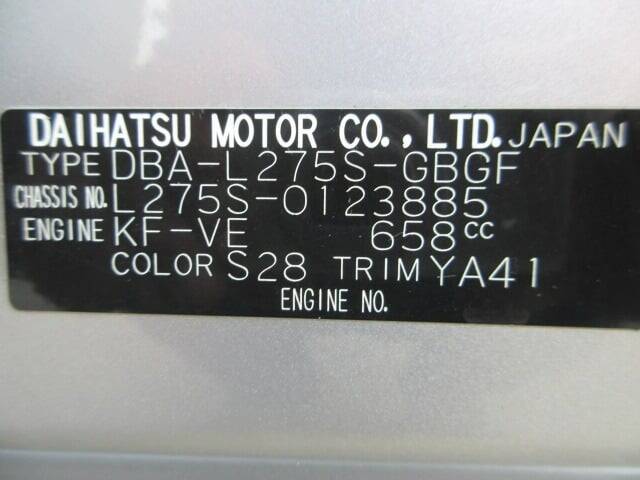 DAIHATSU MOTOR CO., LTD. JAPAN
TYPE DBA-L275S-GBGF
CHASSIS NO. L275S-0123885
ENGINE KF-VE 658cc
COLOR S28 TRIM YA41
ENGINE NO.